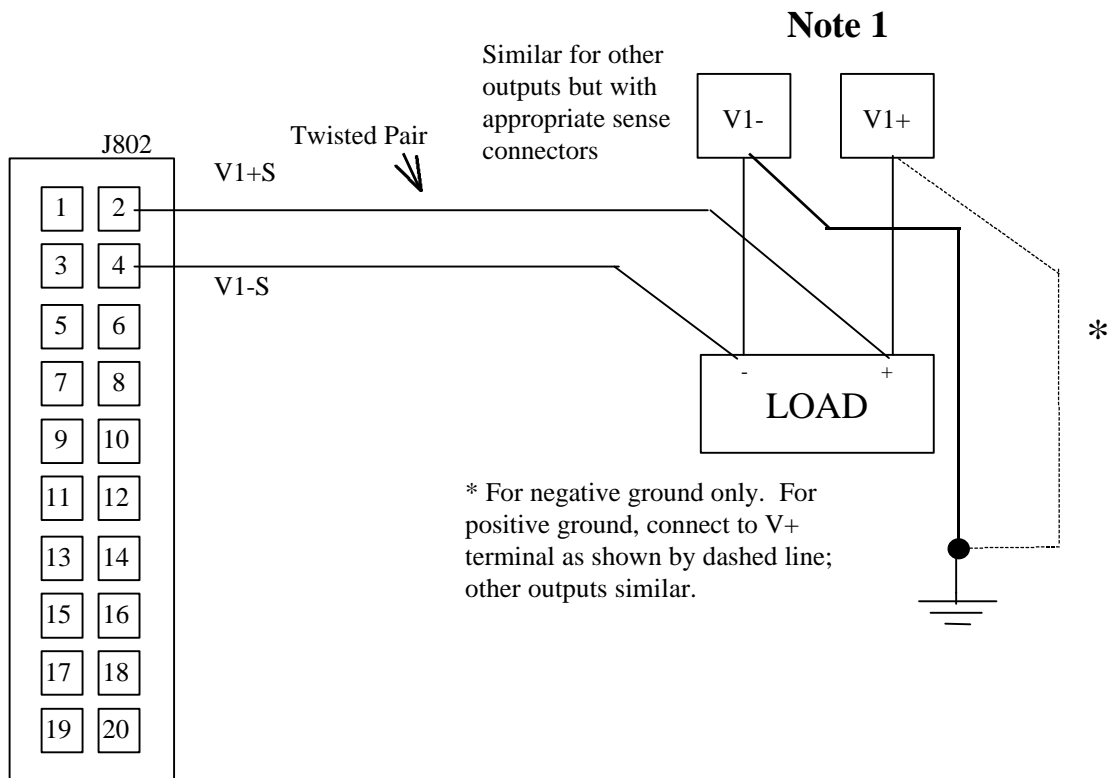 Note 1
Similar for other
outputs but with
appropriate sense
connectors
V1-
V1+
J802
Twisted Pair
V1+S
1 2
3 4
V1-S
5 6
7 8
9 10
11 12
13 14
15 16
17 18
19 20
*
- +
LOAD
* For negative ground only. For
positive ground, connect to V+
terminal as shown by dashed line;
other outputs similar.